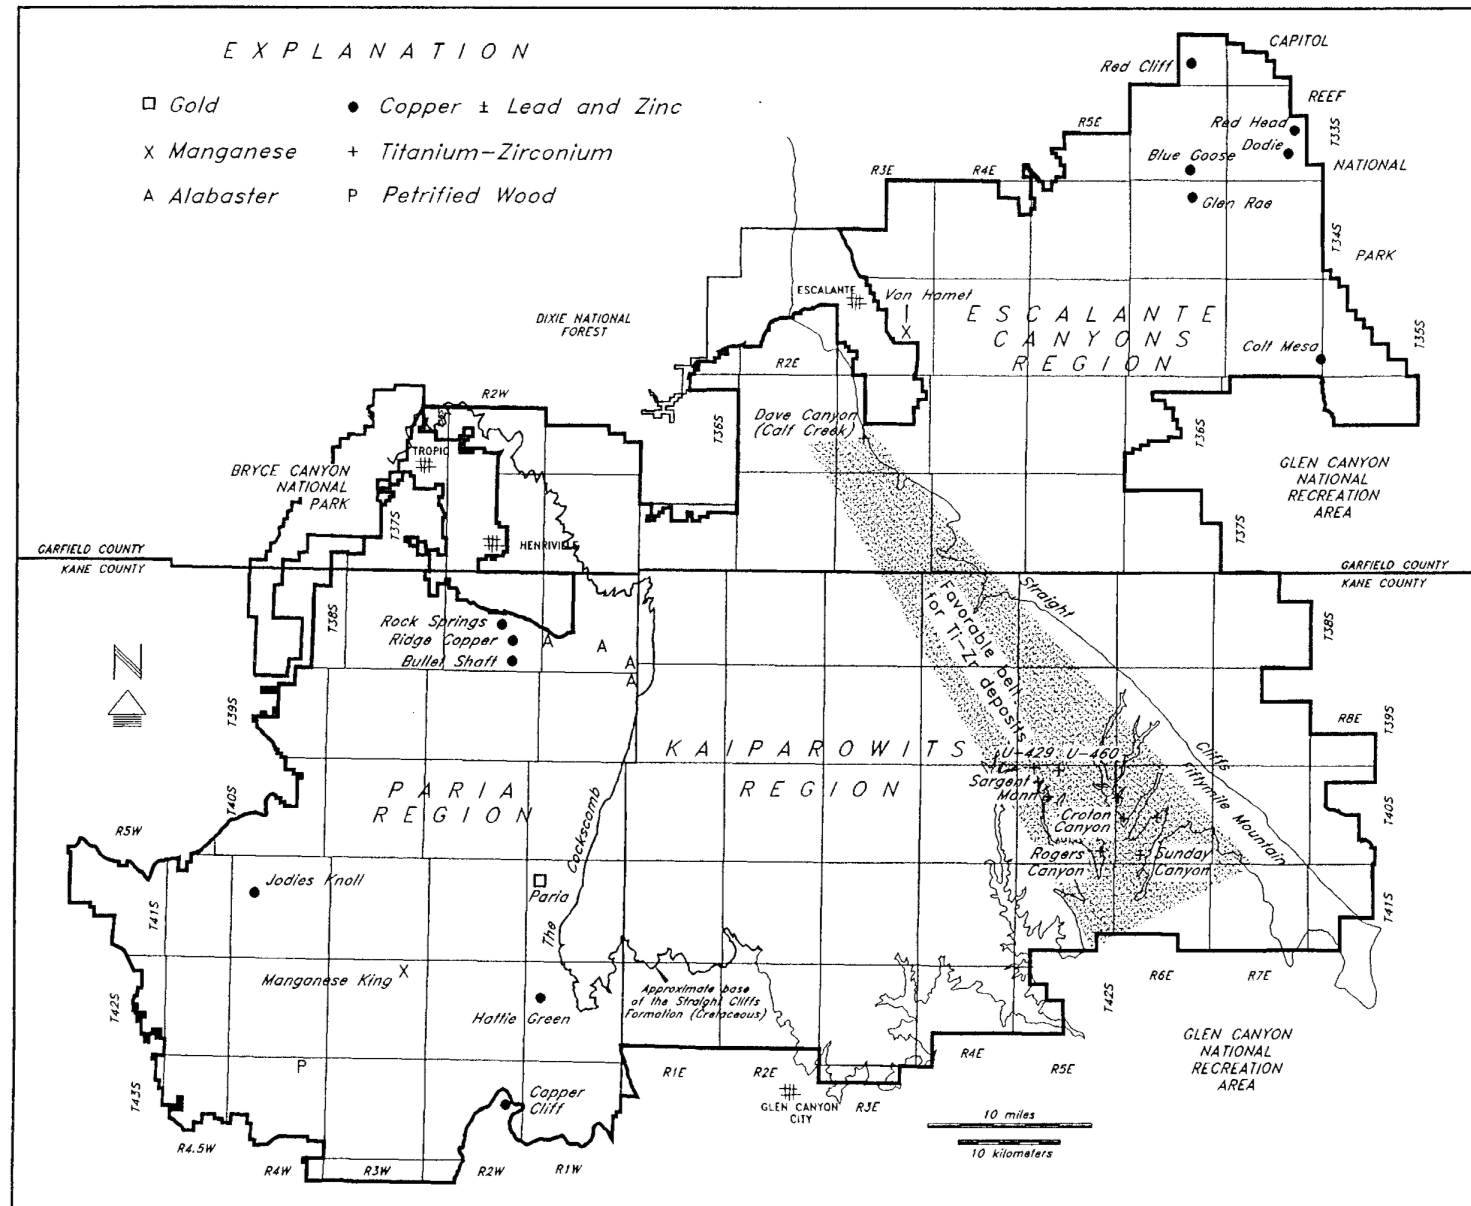 EXPLANATION
Gold
Copper ± Lead and Zinc
X Manganese
+ Titanium-Zirconium
A Alabaster
P Petrified Wood
CAPITOL
REEF
NATIONAL
PARK
Red Cliff
Red Head
Dodie
Blue Goose
Glen Rae
R5E
R3E
R4E
T33S
T34S
T35S
ESCALANTE
Van Hamet
X
ESCALANTE
CANYONS
REGION
Colt Mesa
DIXIE NATIONAL
FOREST
R2E
R2W
T36S
T36S
Dave Canyon
(Calf Creek)
TROPIC
BRYCE CANYON
NATIONAL
PARK
GLEN CANYON
NATIONAL
RECREATION
AREA
T37S
T37S
HENRIVILLE
GARFIELD COUNTY
KANE COUNTY
GARFIELD COUNTY
KANE COUNTY
Straight
Cliffs
Fiftymile Mountain
Favorable belt
for Ti-Zr deposits
T38S
T38S
Rock Springs
Ridge Copper
Bullet Shaft
A
A
A
A
N
T39S
T39S
R8E
KAIPAROWITS
REGION
U-429
U-460
Sargent
Mann
Croton
Canyon
Rogers
Canyon
Sunday
Canyon
PARIA
REGION
The Cockscomb
T40S
T40S
R5W
Jodies Knoll
Paria
T41S
T41S
Manganese King
X
Hattie Green
Approximate base
of the Straight Cliffs
Formation (Cretaceous)
R6E
R7E
T42S
T42S
GLEN CANYON
NATIONAL
RECREATION
AREA
P
T43S
Copper
Cliff
R1E
R2E
R3E
R4E
R5E
GLEN CANYON
CITY
10 miles
10 kilometers
R4.5W
R4W
R3W
R2W
R1W